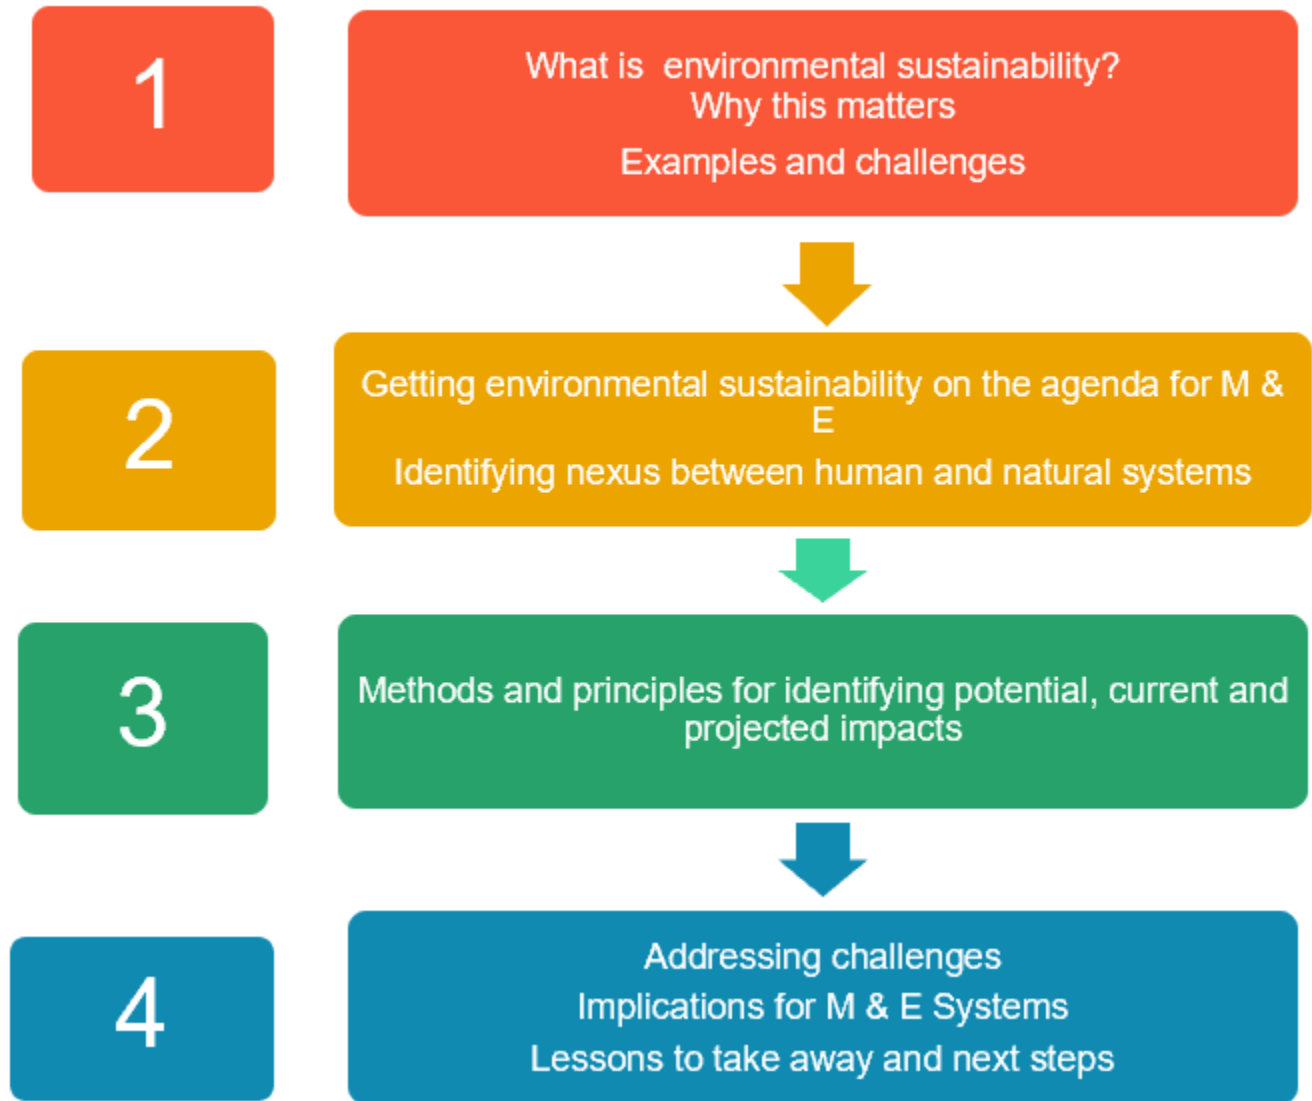 1
What is  environmental sustainability?
Why this matters
Examples and challenges
2
Getting environmental sustainability on the agenda for M &
E
Identifying nexus between human and natural systems
3
Methods and principles for identifying potential, current and
projected impacts
4
Addressing challenges
Implications for M & E Systems
Lessons to take away and next steps